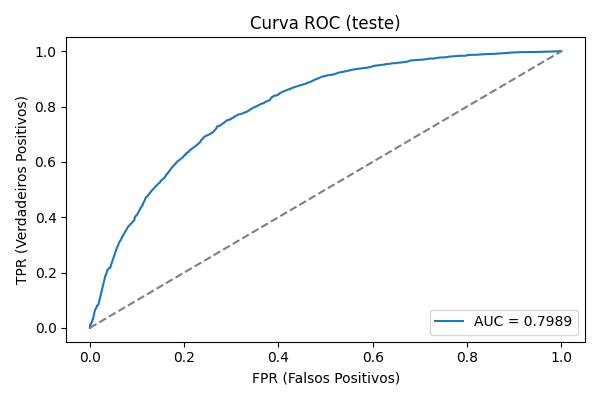 Curva ROC (teste)
TPR (Verdadeiros Positivos)
1.0
0.8
0.6
0.4
0.2
0.0
AUC = 0.7989
0.0 0.2 0.4 0.6 0.8 1.0
FPR (Falsos Positivos)